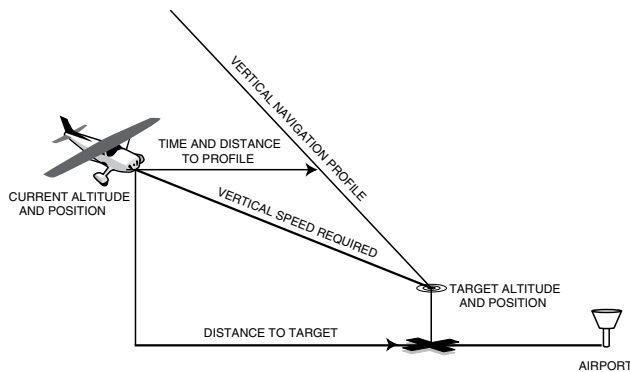 VERTICAL NAVIGATION PROFILE
TIME AND DISTANCE
TO PROFILE
CURRENT ALTITUDE
AND POSITION
VERTICAL SPEED REQUIRED
TARGET ALTITUDE
AND POSITION
DISTANCE TO TARGET
AIRPORT